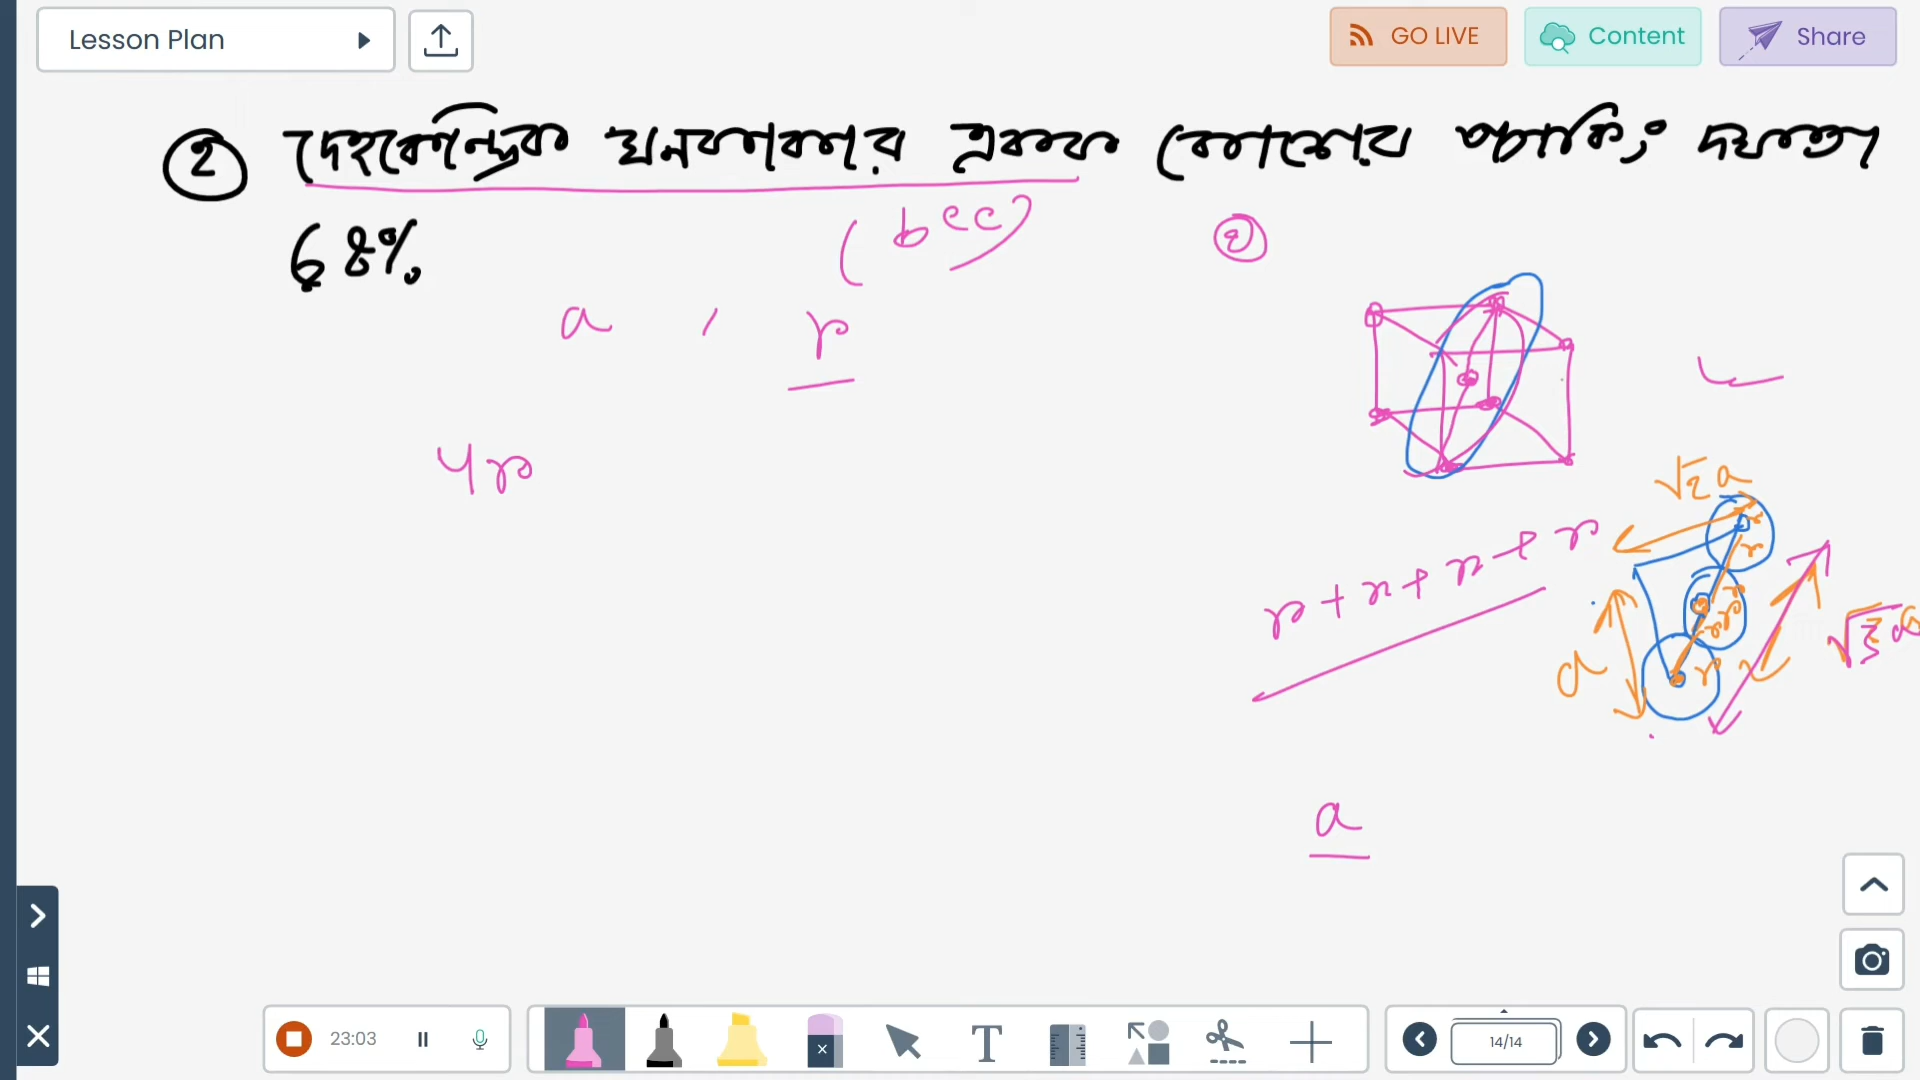 Lesson Plan
GO LIVE
Content
Share
② দেহকেন্দ্রিক ঘনকাকার একক কোশের প্যাকিং দক্ষতা
68%.
(bcc)
②
a , r
4r
√2 a
r + r + r + r
r
r
r
r
r
r
a
√3 a
a
23:03
T
14/14